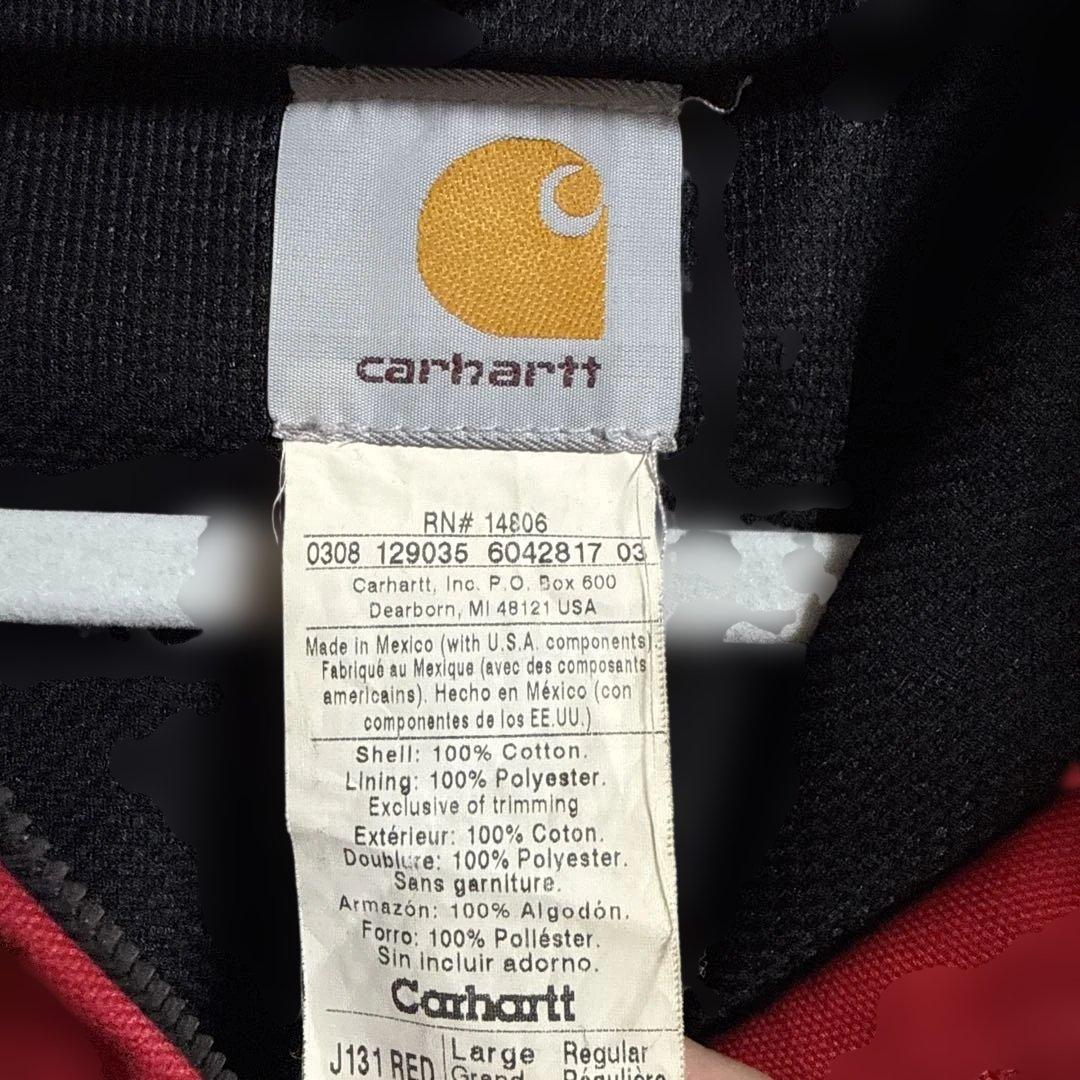 carhartt
RN# 14806
0308 129035 6042817 03
Carhartt, Inc. P.O. Box 600
Dearborn, MI 48121 USA
Made in Mexico (with U.S.A. components)
Fabriqué au Mexique (avec des composants
americains). Hecho en México (con
componentes de los EE.UU.)
Shell: 100% Cotton.
Lining: 100% Polyester.
Exclusive of trimming
Extérieur: 100% Coton.
Doublure: 100% Polyester.
Sans garniture.
Armazón: 100% Algodón.
Forro: 100% Poliéster.
Sin incluir adorno.
Carhartt
J131 RED Large Regular
Grand Régulière